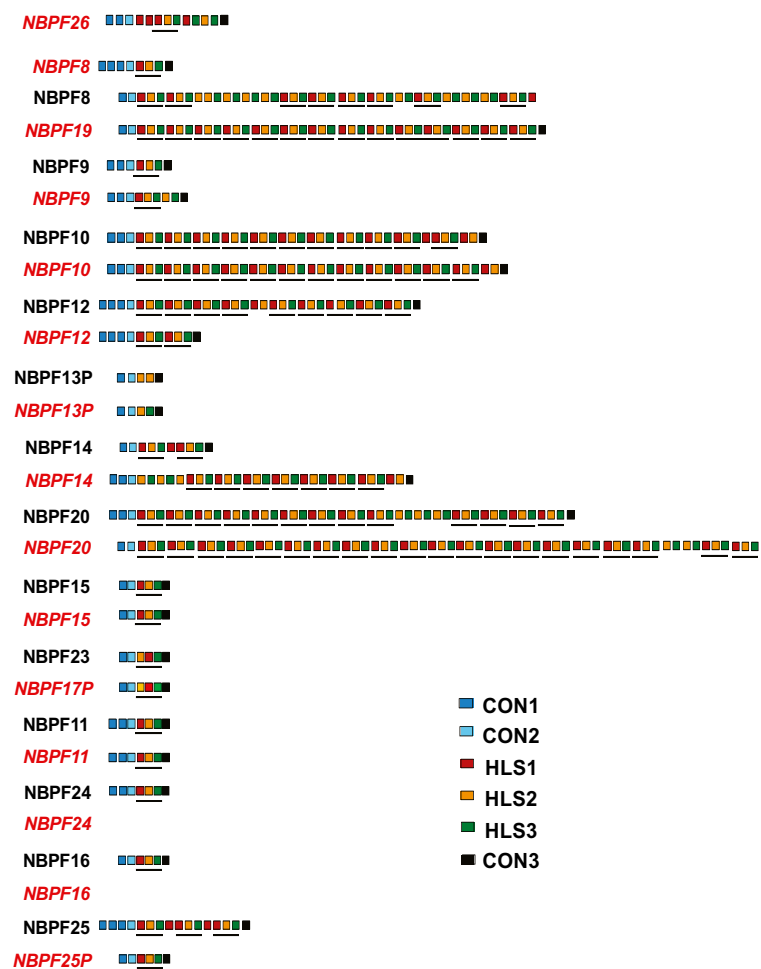 NBPF26
NBPF8
NBPF8
NBPF19
NBPF9
NBPF9
NBPF10
NBPF10
NBPF12
NBPF12
NBPF13P
NBPF13P
NBPF14
NBPF14
NBPF20
NBPF20
NBPF15
NBPF15
NBPF23
NBPF17P
NBPF11
NBPF11
NBPF24
NBPF24
NBPF16
NBPF16
NBPF25
NBPF25P
CON1
CON2
HLS1
HLS2
HLS3
CON3